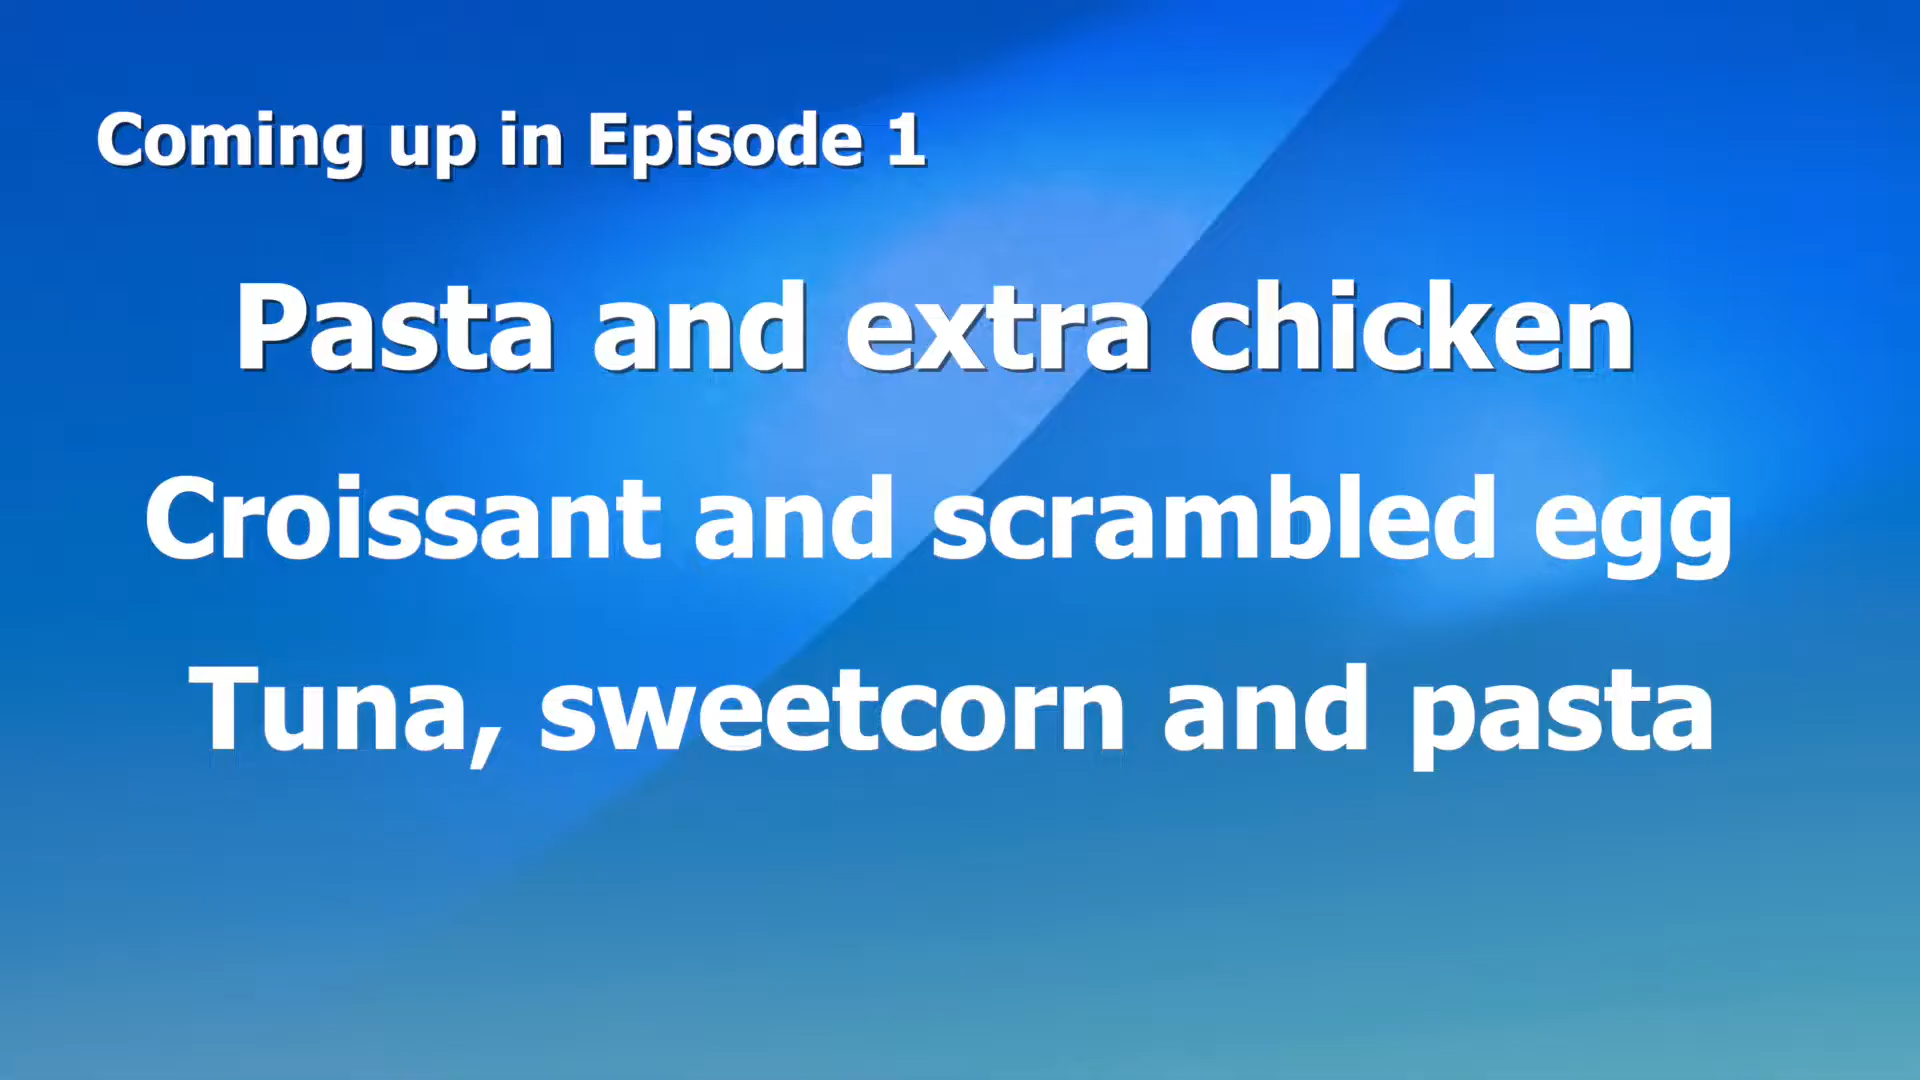 Coming up in Episode 1
Pasta and extra chicken
Croissant and scrambled egg
Tuna, sweetcorn and pasta